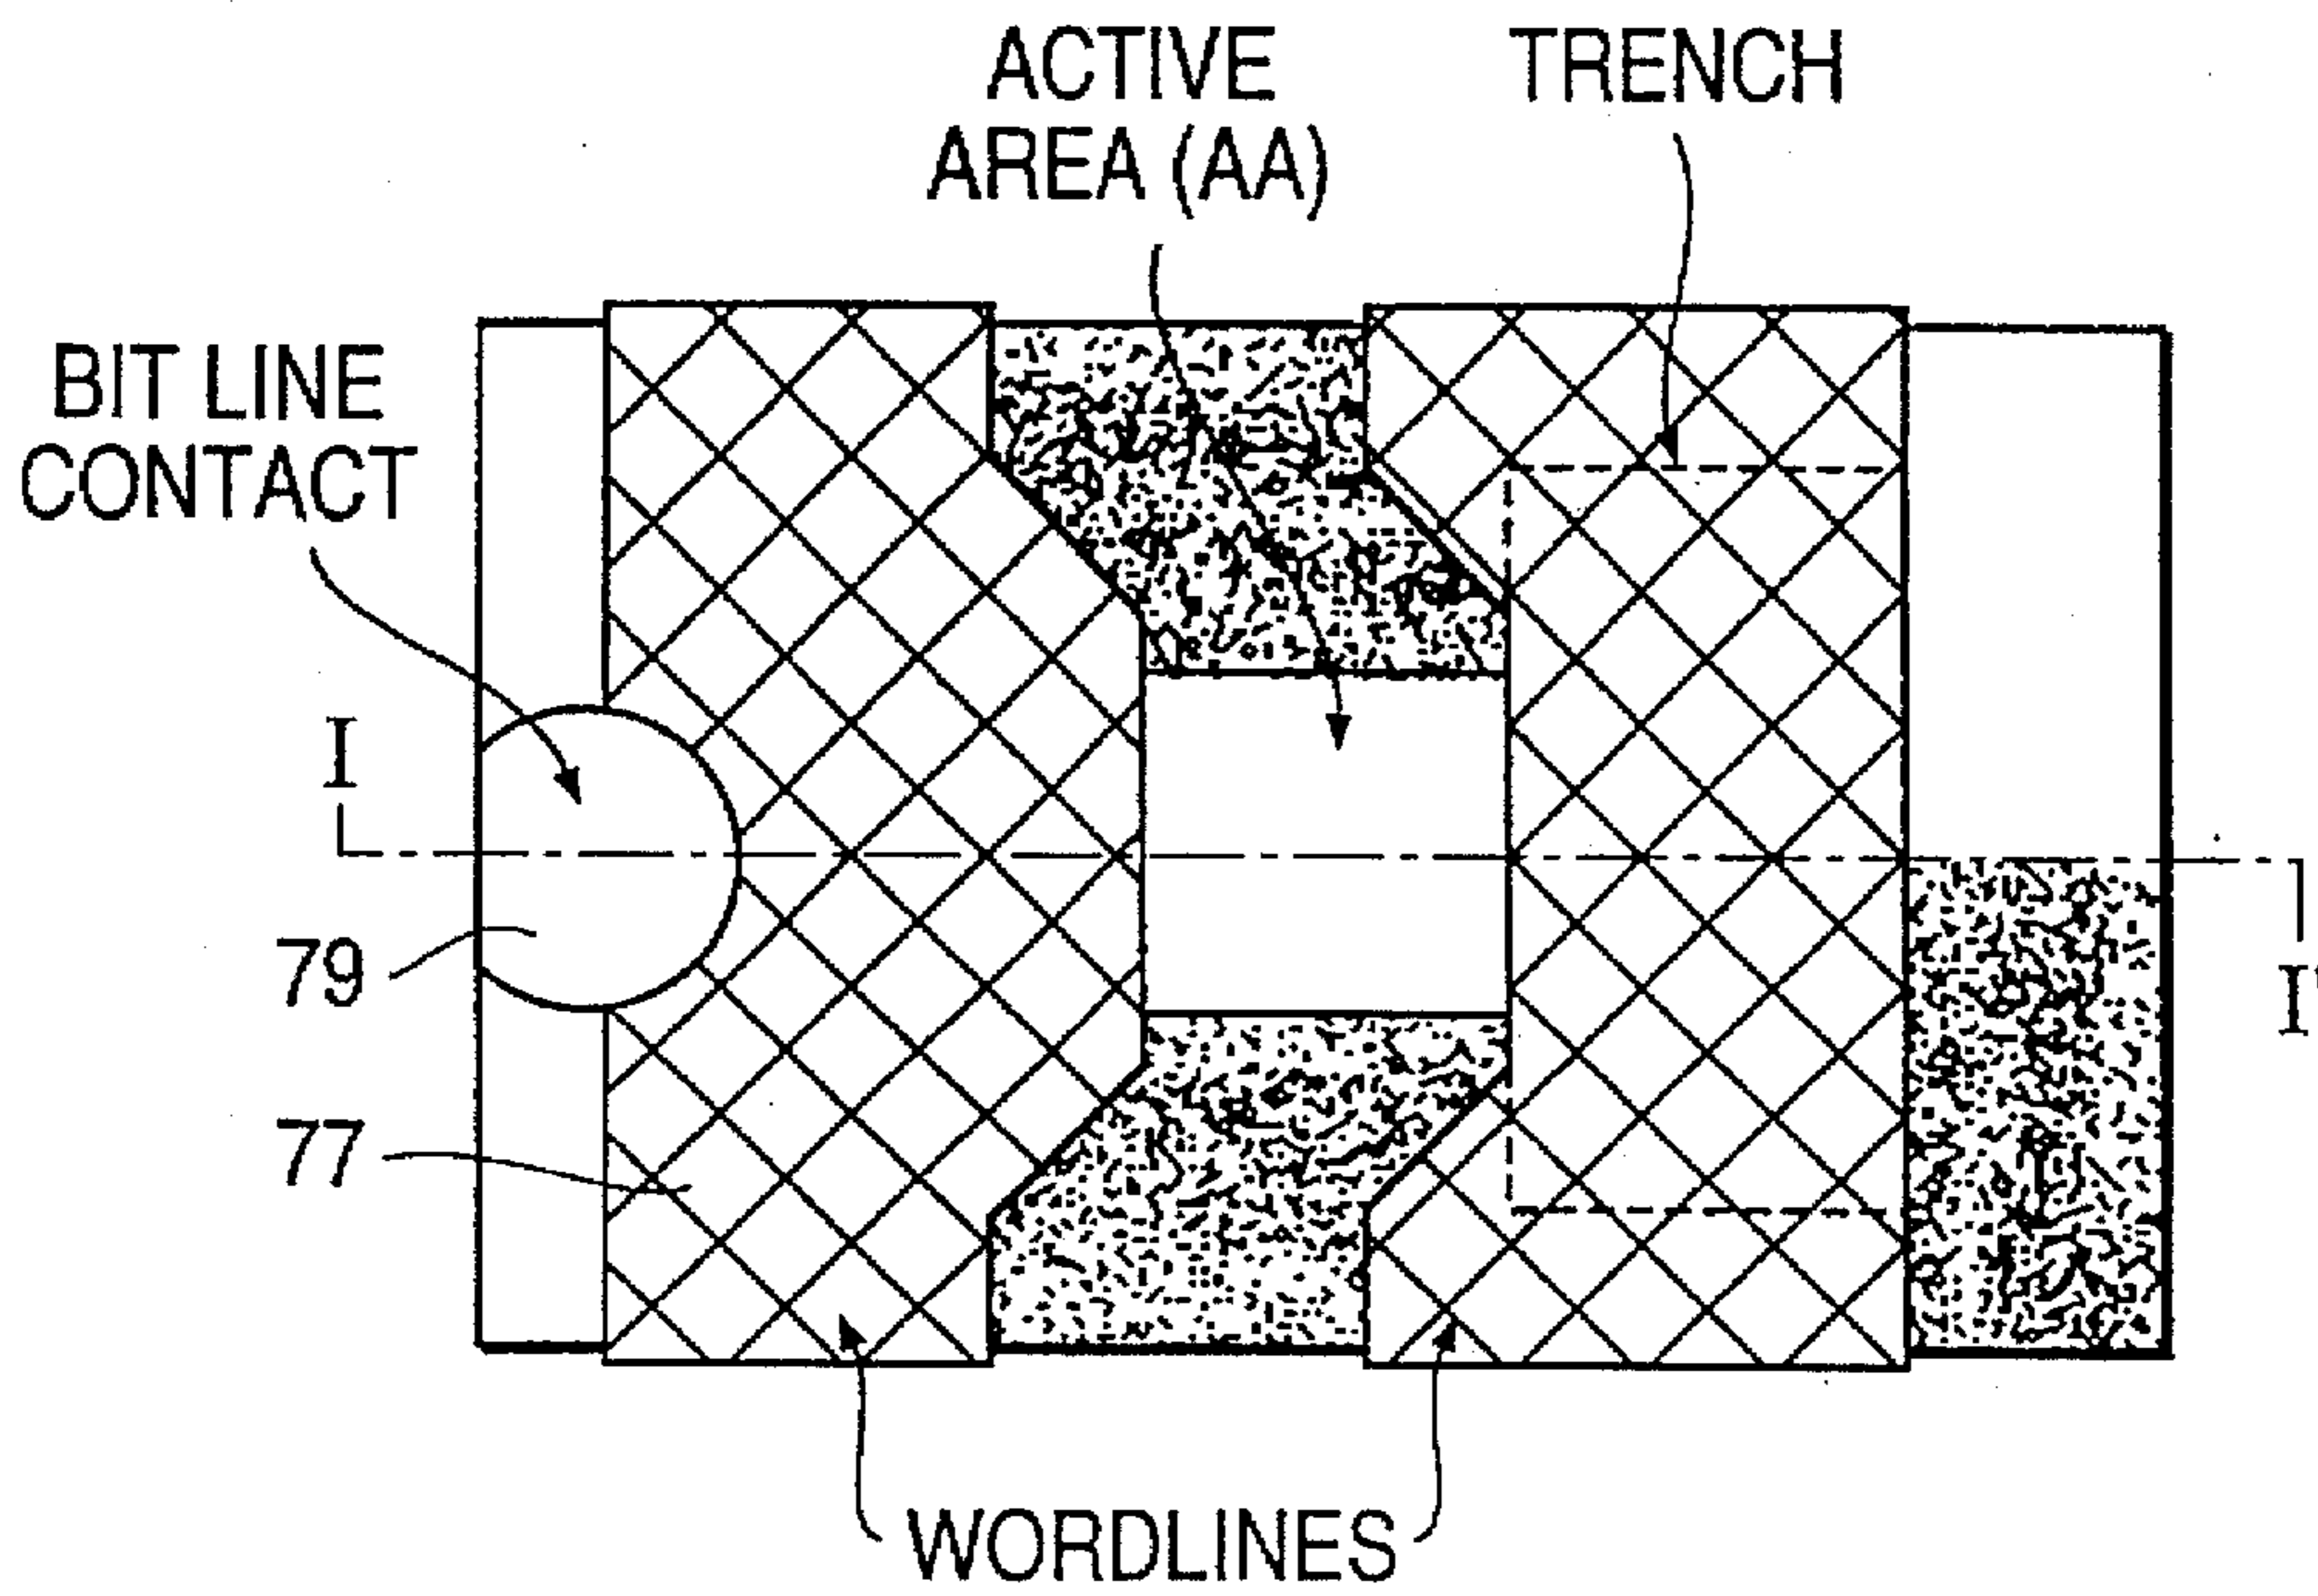 ACTIVE
AREA (AA)
TRENCH
BIT LINE
CONTACT
I
79
I'
77
WORDLINES